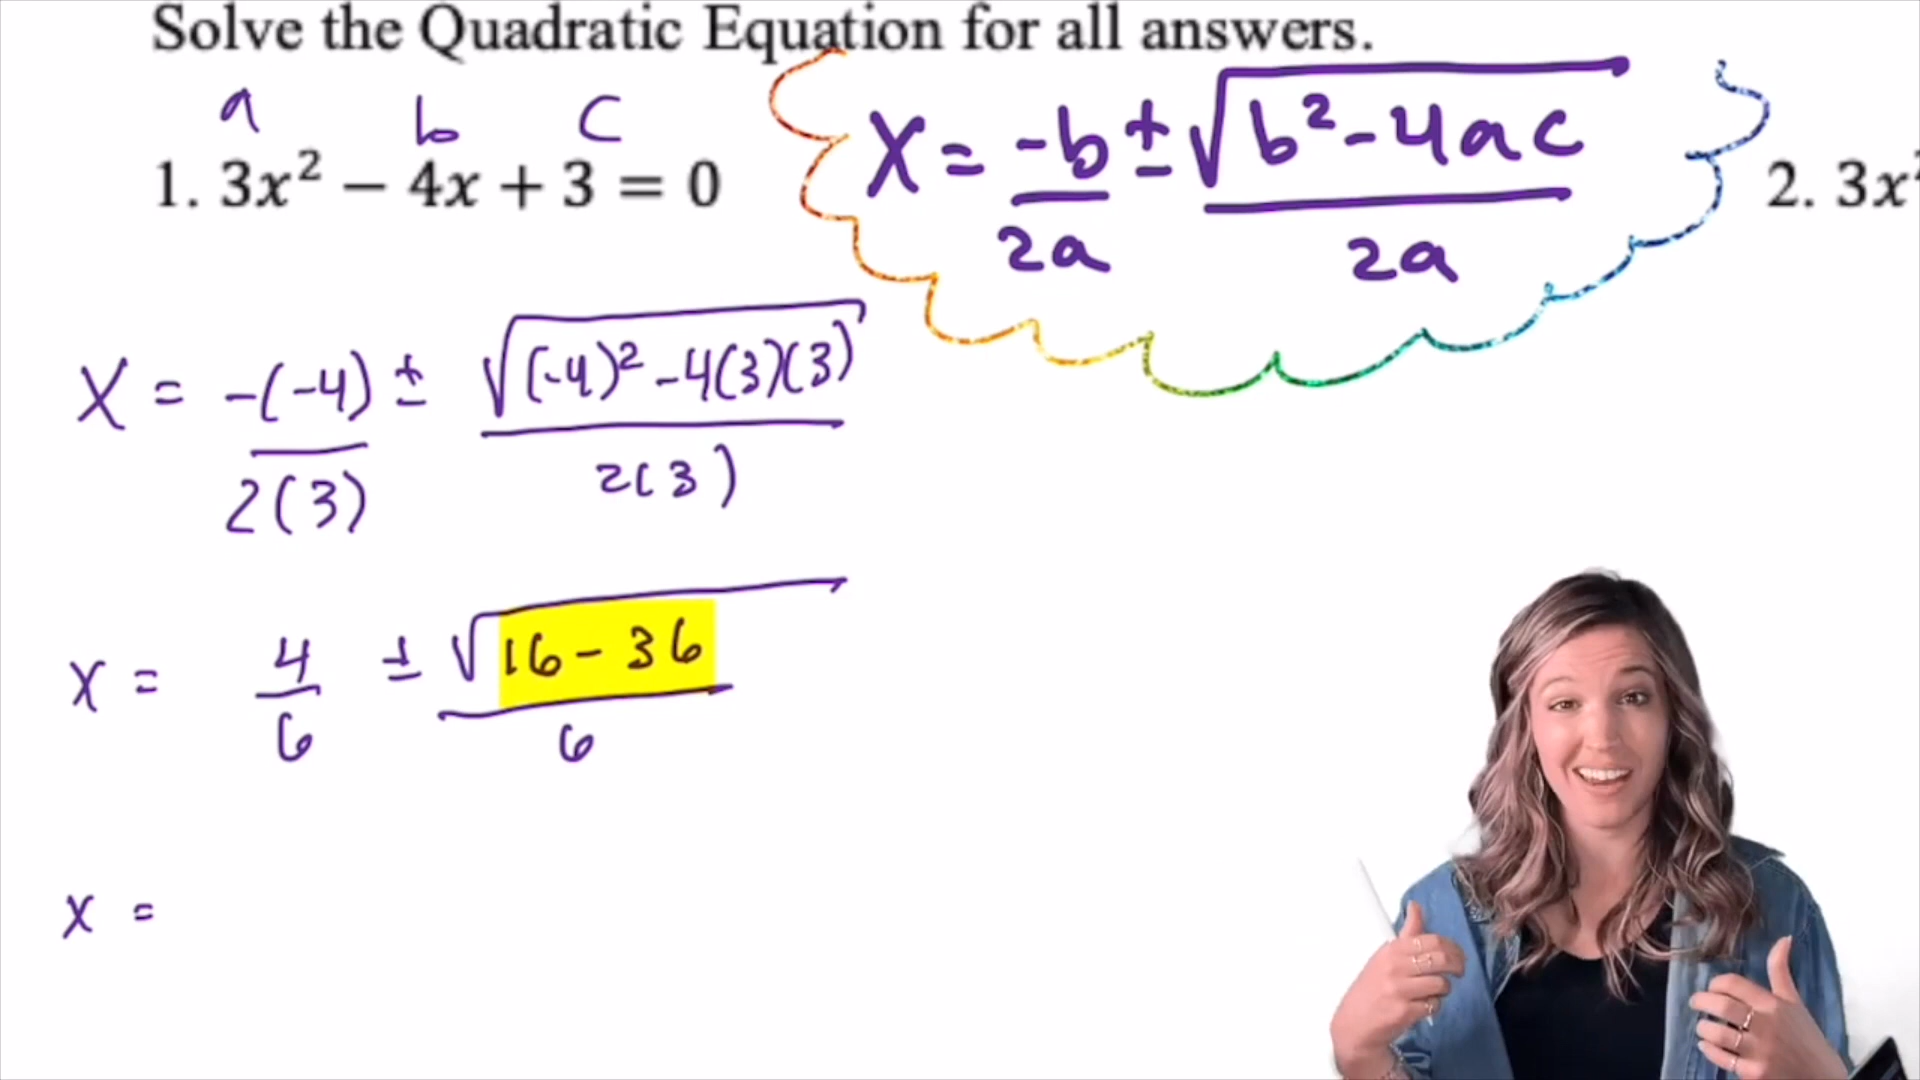 Solve the Quadratic Equation for all answers.
a b c
1. 3x² − 4x + 3 = 0
x = -b/2a ± √(b²-4ac)/2a
2. 3x²
x = -(-4)/2(3) ± √((-4)²-4(3)(3))/2(3)
x = 4/6 ± √(16-36)/6
x =